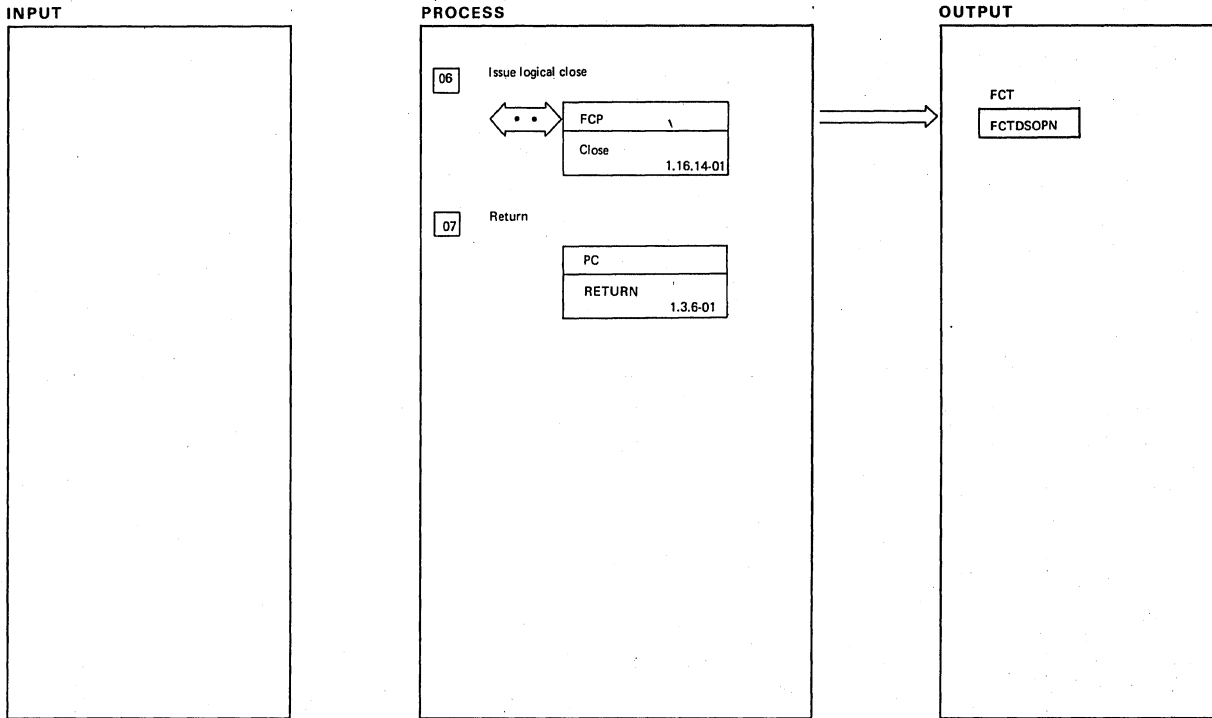 INPUT
PROCESS
OUTPUT
06
Issue logical close
FCP
Close
1.16.14-01
FCT
FCTDSOPN
07
Return
PC
RETURN
1.3.6-01